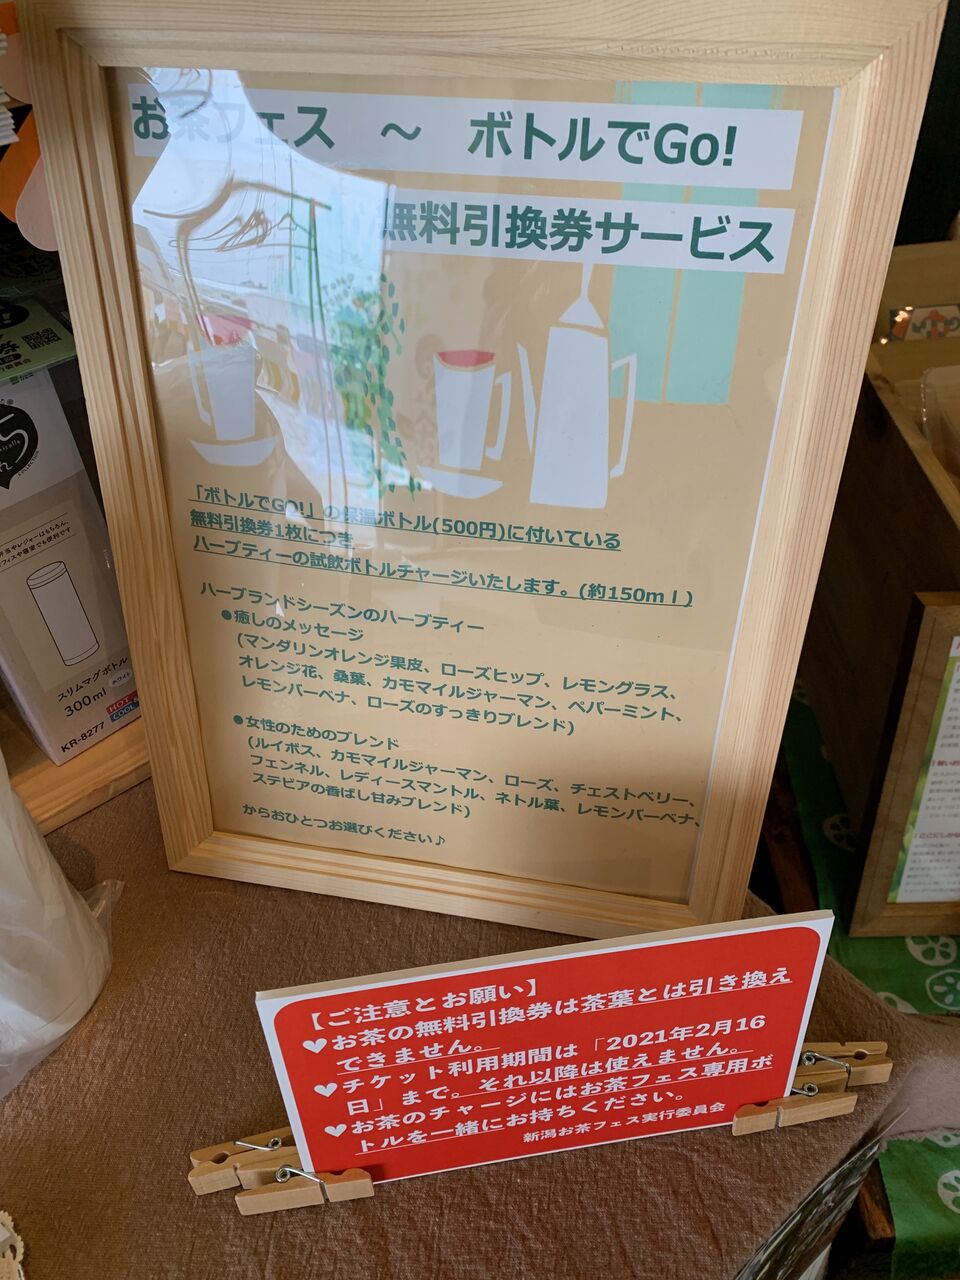 お茶フェス ～ ボトルでGo!
無料引換券サービス
「ボトルでGO!」の保温ボトル(500円)に付いている
無料引換券1枚につき
ハーブティーの試飲ボトルチャージいたします。(約150ml)
ハーブランドシーズンのハーブティー
●癒しのメッセージ
(マンダリンオレンジ果皮、ローズヒップ、レモングラス、
オレンジ花、桑葉、カモマイルジャーマン、ペパーミント、
レモンバーベナ、ローズのすっきりブレンド)
●女性のためのブレンド
(ルイボス、カモマイルジャーマン、ローズ、チェストベリー、
フェンネル、レディースマントル、ネトル葉、レモンバーベナ、
ステビアの香ばし甘みブレンド)
からおひとつお選びください♪
【ご注意とお願い】
♥お茶の無料引換券は茶葉とは引き換え
できません。
♥チケット利用期間は「2021年2月16
日」まで。それ以降は使えません。
♥お茶のチャージにはお茶フェス専用ボ
トルを一緒にお持ちください。
新潟お茶フェス実行委員会
スリムマグボトル
300ml
ホワイト
HOT
COOL
KR-8277